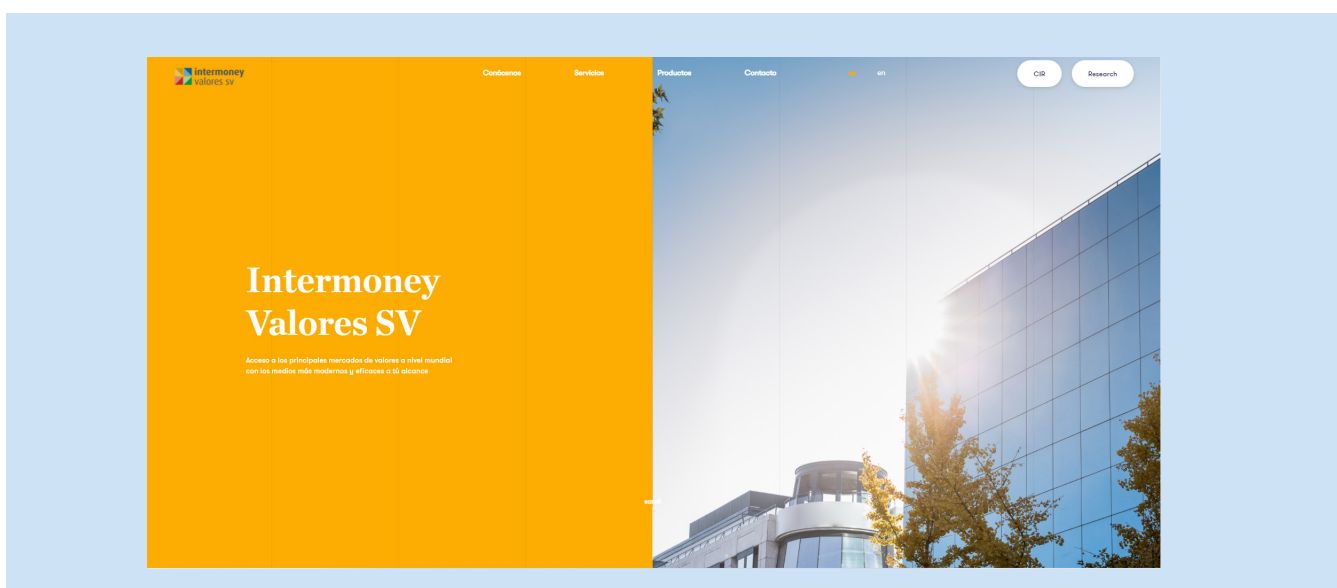 intermoney
valores sv
Conócenos Servicios Productos Contacto en CIR Research
Intermoney
Valores SV
Acceso a los principales mercados de valores a nivel mundial
con los medios más modernos y eficaces a tú alcance